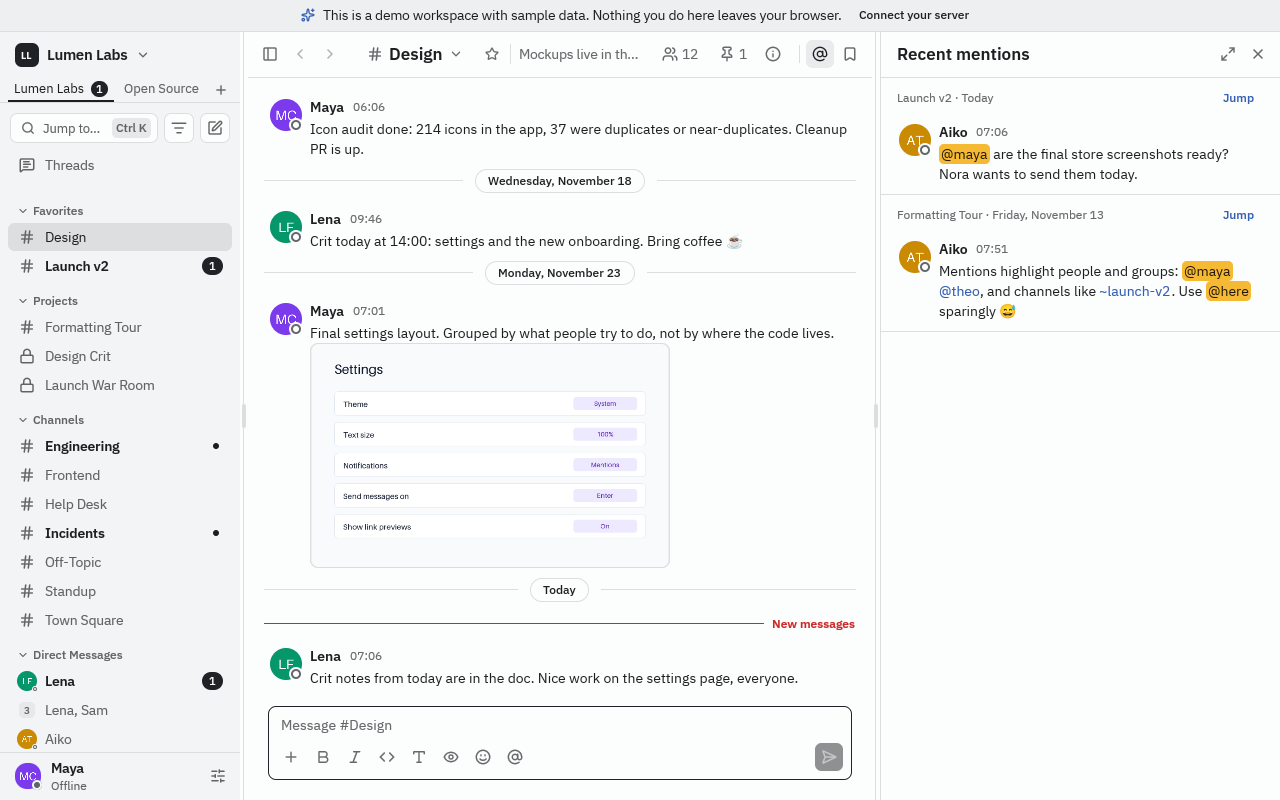 This is a demo workspace with sample data. Nothing you do here leaves your browser. Connect your server
LL Lumen Labs
Lumen Labs 1 Open Source
Jump to... Ctrl K
Threads
Favorites
Design
Launch v2 1
Projects
Formatting Tour
Design Crit
Launch War Room
Channels
Engineering
Frontend
Help Desk
Incidents
Off-Topic
Standup
Town Square
Direct Messages
LF Lena 1
3 Lena, Sam
AT Aiko
MC Maya
Offline
# Design Mockups live in th... 12 1
MC Maya 06:06
Icon audit done: 214 icons in the app, 37 were duplicates or near-duplicates. Cleanup
PR is up.
Wednesday, November 18
LF Lena 09:46
Crit today at 14:00: settings and the new onboarding. Bring coffee ☕
Monday, November 23
MC Maya 07:01
Final settings layout. Grouped by what people try to do, not by where the code lives.
Settings
Theme System
Text size 100%
Notifications Mentions
Send messages on Enter
Show link previews On
Today
New messages
LF Lena 07:06
Crit notes from today are in the doc. Nice work on the settings page, everyone.
Message #Design
Recent mentions
Launch v2 · Today Jump
AT Aiko 07:06
@maya are the final store screenshots ready?
Nora wants to send them today.
Formatting Tour · Friday, November 13 Jump
AT Aiko 07:51
Mentions highlight people and groups: @maya
@theo, and channels like ~launch-v2. Use @here
sparingly 😅